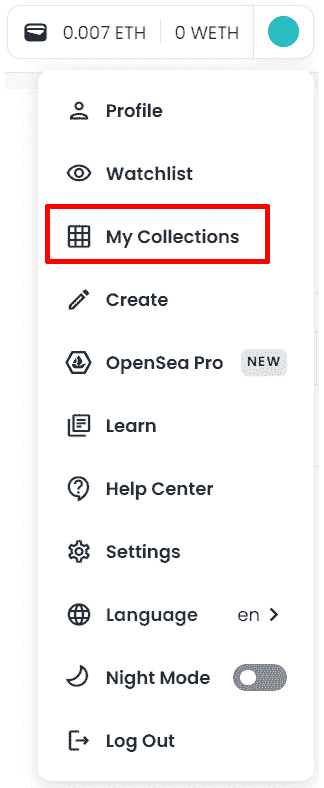 0.007 ETH 0 WETH
Profile
Watchlist
My Collections
Create
OpenSea Pro NEW
Learn
Help Center
Settings
Language en
Night Mode
Log Out